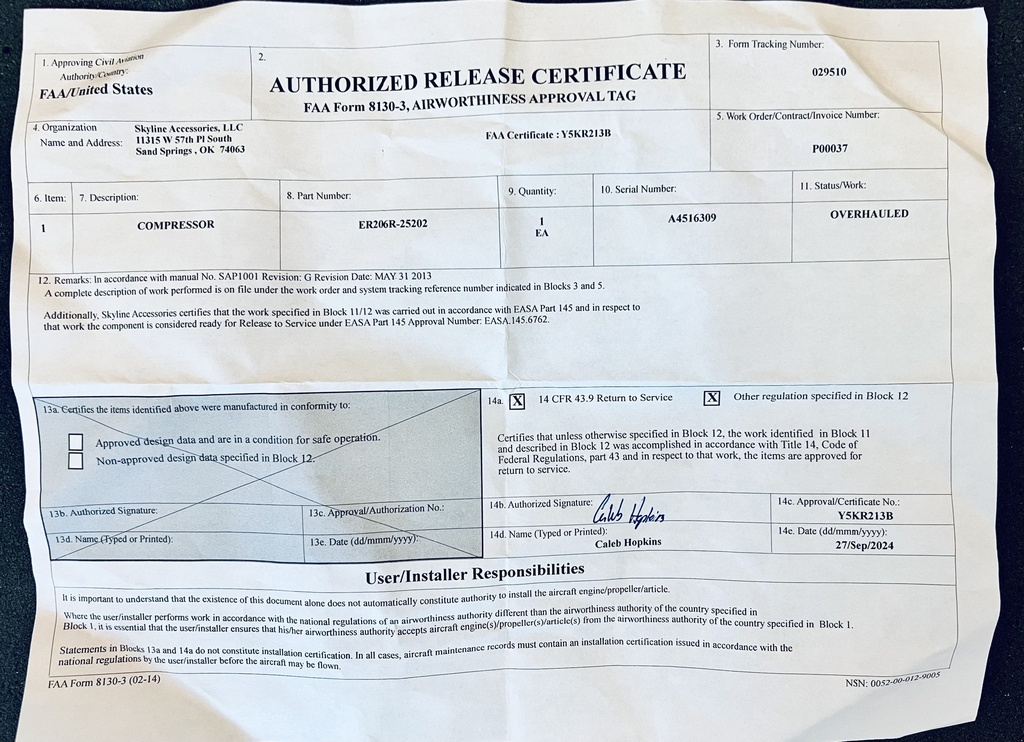 1. Approving Civil Aviation
Authority/Country:
FAA/United States
2.
AUTHORIZED RELEASE CERTIFICATE
FAA Form 8130-3, AIRWORTHINESS APPROVAL TAG
3. Form Tracking Number:
029510
4. Organization
Name and Address:
Skyline Accessories, LLC
11315 W 57th Pl South
Sand Springs , OK 74063
FAA Certificate : Y5KR213B
5. Work Order/Contract/Invoice Number:
P00037
6. Item:
1
7. Description:
COMPRESSOR
8. Part Number:
ER206R-25202
9. Quantity:
1
EA
10. Serial Number:
A4516309
11. Status/Work:
OVERHAULED
12. Remarks: In accordance with manual No. SAP1001 Revision: G Revision Date: MAY 31 2013
A complete description of work performed is on file under the work order and system tracking reference number indicated in Blocks 3 and 5.
Additionally, Skyline Accessories certifies that the work specified in Block 11/12 was carried out in accordance with EASA Part 145 and in respect to
that work the component is considered ready for Release to Service under EASA Part 145 Approval Number: EASA.145.6762.
13a. Certifies the items identified above were manufactured in conformity to:
Approved design data and are in a condition for safe operation.
Non-approved design data specified in Block 12.
13b. Authorized Signature:
13c. Approval/Authorization No.:
13d. Name (Typed or Printed):
13e. Date (dd/mmm/yyyy):
14a. X 14 CFR 43.9 Return to Service X Other regulation specified in Block 12
Certifies that unless otherwise specified in Block 12, the work identified in Block 11
and described in Block 12 was accomplished in accordance with Title 14, Code of
Federal Regulations, part 43 and in respect to that work, the items are approved for
return to service.
14b. Authorized Signature: Caleb Hopkins
14c. Approval/Certificate No.:
Y5KR213B
14d. Name (Typed or Printed):
Caleb Hopkins
14e. Date (dd/mmm/yyyy):
27/Sep/2024
User/Installer Responsibilities
It is important to understand that the existence of this document alone does not automatically constitute authority to install the aircraft engine/propeller/article.
Where the user/installer performs work in accordance with the national regulations of an airworthiness authority different than the airworthiness authority of the country specified in
Block 1, it is essential that the user/installer ensures that his/her airworthiness authority accepts aircraft engine(s)/propeller(s)/article(s) from the airworthiness authority of the country specified in Block 1.
Statements in Blocks 13a and 14a do not constitute installation certification. In all cases, aircraft maintenance records must contain an installation certification issued in accordance with the
national regulations by the user/installer before the aircraft may be flown.
FAA Form 8130-3 (02-14)
NSN: 0052-00-012-9005